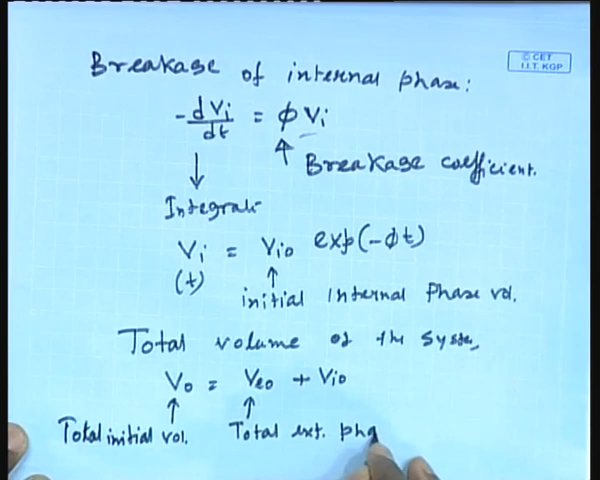 © CET
I.I.T. KGP
Breakage of internal phase:
- dVi/dt = φ Vi
Breakage coefficient.
Integrate
Vi = Vio exp(-φt)
(t)
initial internal phase vol.
Total volume of the system,
Vo = Veo + Vio
Total initial vol. Total ext. pha